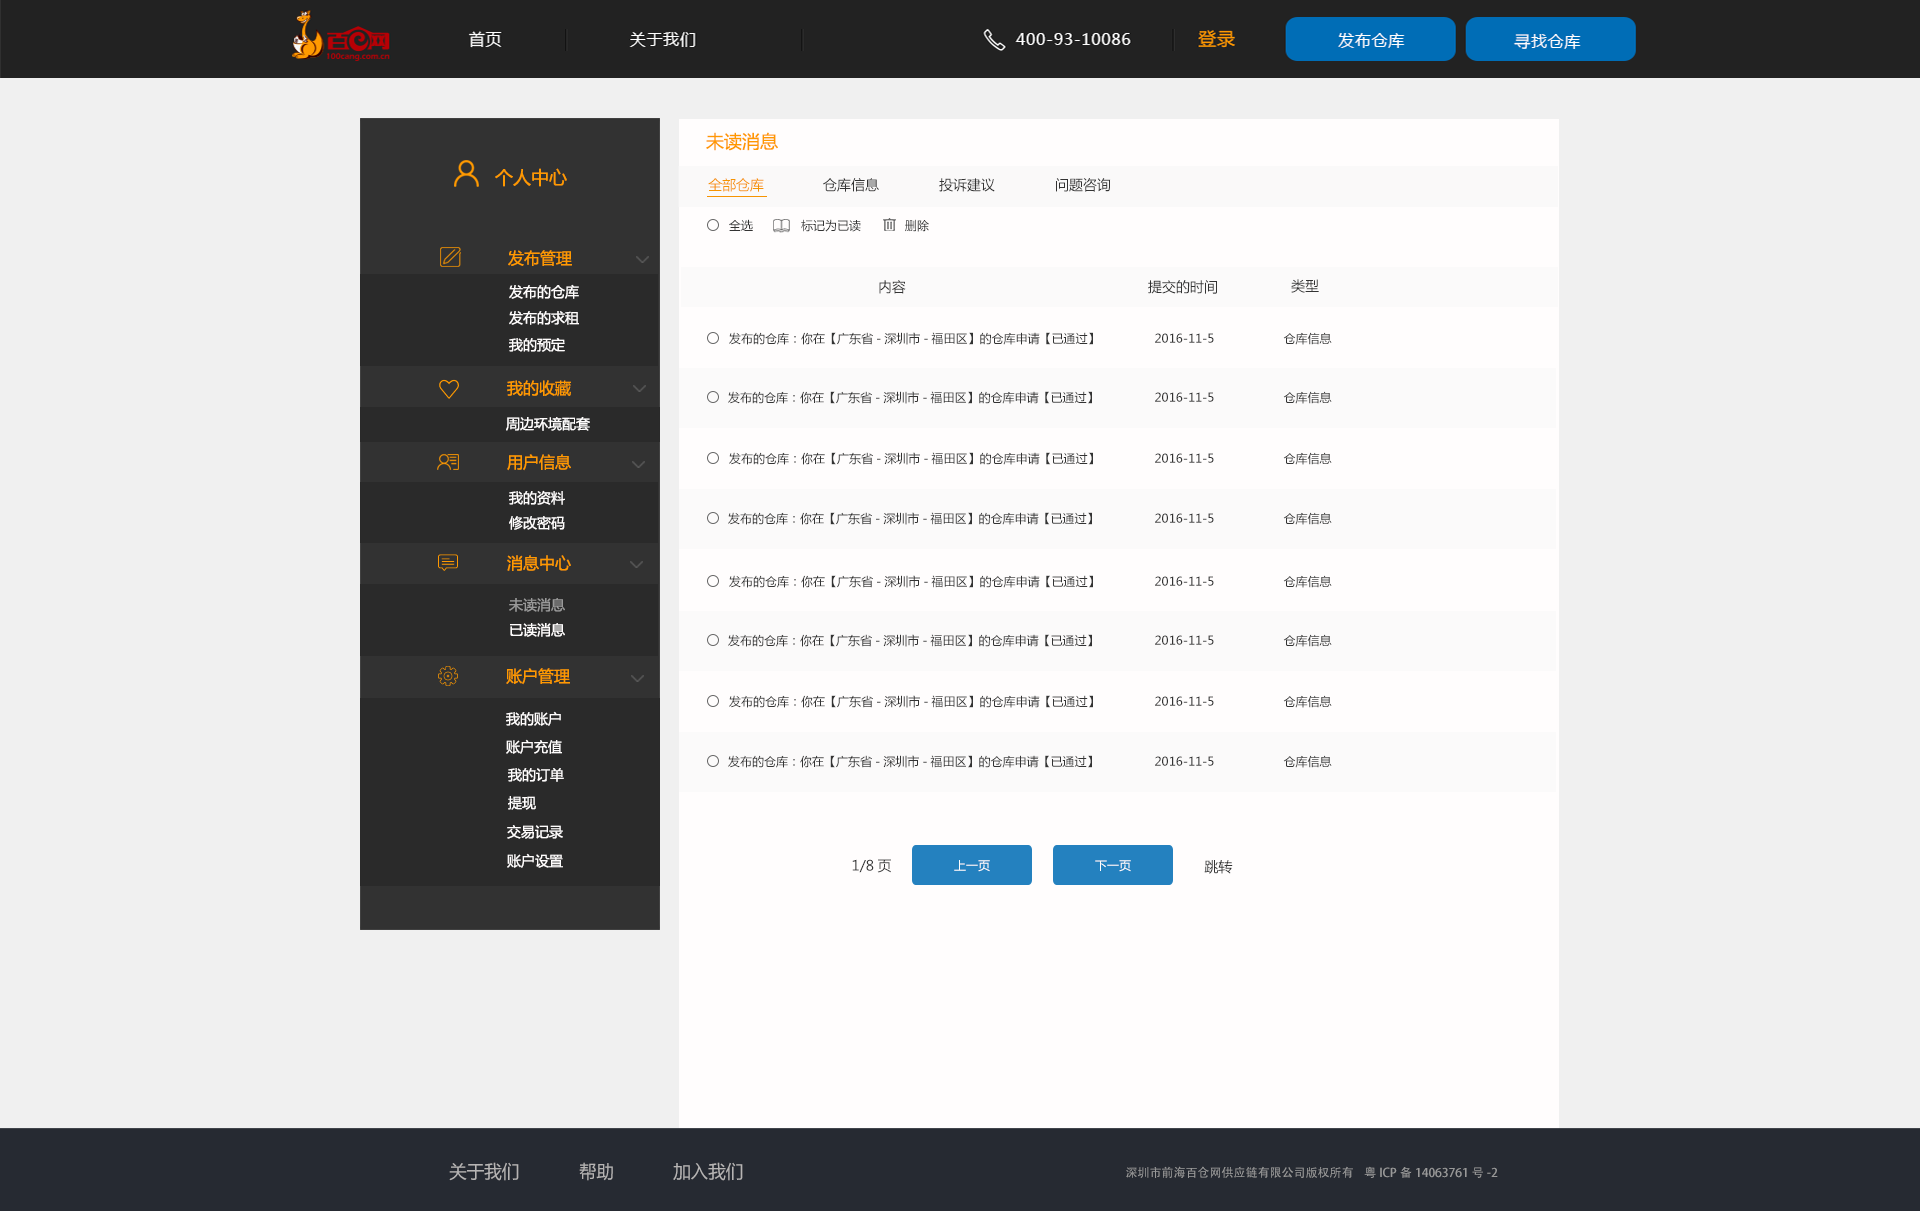 百仓网
100cang.com.cn
首页 关于我们 400-93-10086 登录 发布仓库 寻找仓库
个人中心
发布管理
发布的仓库
发布的求租
我的预定
我的收藏
周边环境配套
用户信息
我的资料
修改密码
消息中心
未读消息
已读消息
账户管理
我的账户
账户充值
我的订单
提现
交易记录
账户设置
未读消息
全部仓库 仓库信息 投诉建议 问题咨询
全选 标记为已读 删除
内容 提交的时间 类型
发布的仓库：你在【广东省 - 深圳市 - 福田区】的仓库申请【已通过】 2016-11-5 仓库信息
发布的仓库：你在【广东省 - 深圳市 - 福田区】的仓库申请【已通过】 2016-11-5 仓库信息
发布的仓库：你在【广东省 - 深圳市 - 福田区】的仓库申请【已通过】 2016-11-5 仓库信息
发布的仓库：你在【广东省 - 深圳市 - 福田区】的仓库申请【已通过】 2016-11-5 仓库信息
发布的仓库：你在【广东省 - 深圳市 - 福田区】的仓库申请【已通过】 2016-11-5 仓库信息
发布的仓库：你在【广东省 - 深圳市 - 福田区】的仓库申请【已通过】 2016-11-5 仓库信息
发布的仓库：你在【广东省 - 深圳市 - 福田区】的仓库申请【已通过】 2016-11-5 仓库信息
发布的仓库：你在【广东省 - 深圳市 - 福田区】的仓库申请【已通过】 2016-11-5 仓库信息
1/8 页 上一页 下一页 跳转
关于我们 帮助 加入我们 深圳市前海百仓网供应链有限公司版权所有 粤 ICP 备 14063761 号 -2